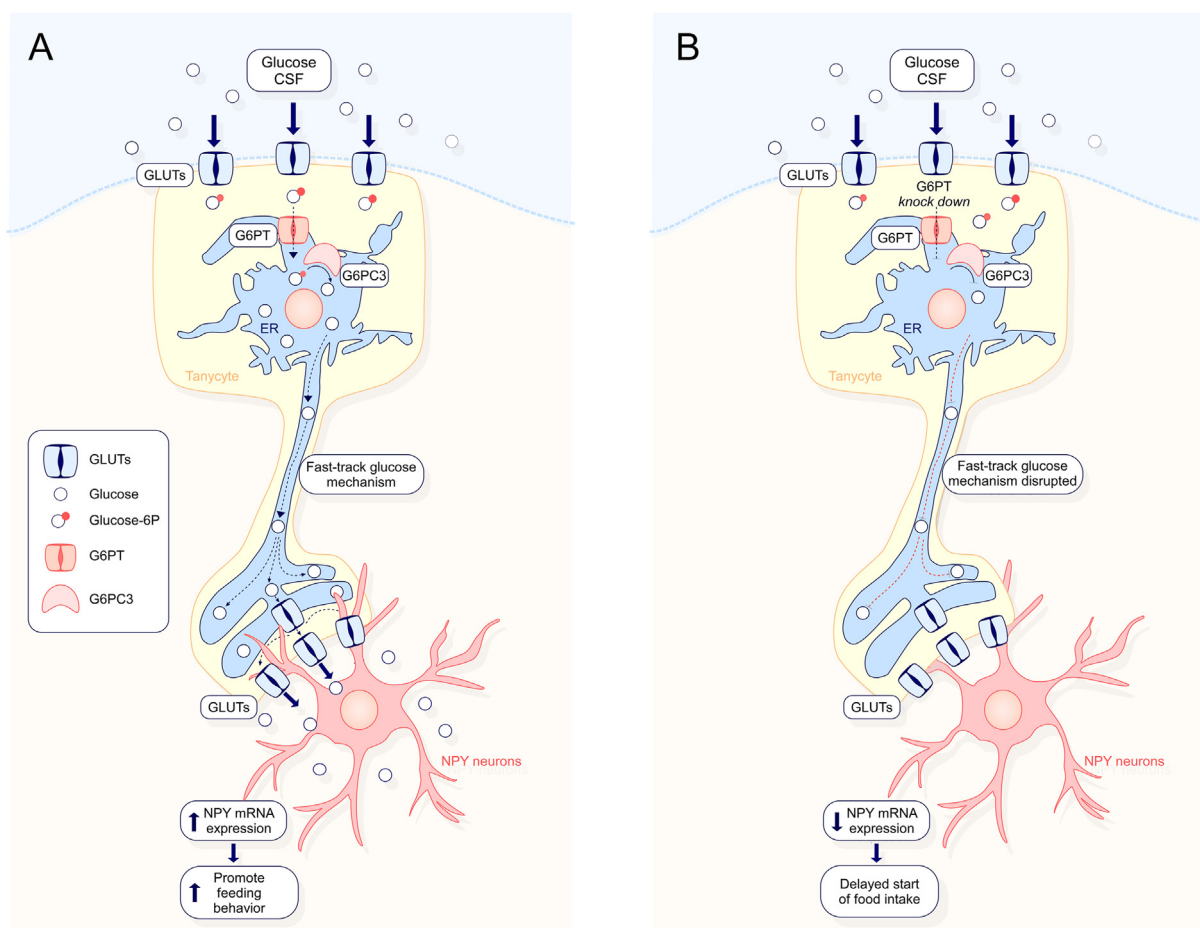 A
Glucose
CSF
GLUTs
G6PT
G6PC3
ER
Tanycyte
GLUTs
Glucose
Glucose-6P
G6PT
G6PC3
Fast-track glucose
mechanism
GLUTs
NPY neurons
NPY mRNA
expression
Promote
feeding
behavior
B
Glucose
CSF
GLUTs
G6PT
knock down
G6PT
G6PC3
ER
Tanycyte
Fast-track glucose
mechanism disrupted
GLUTs
NPY neurons
NPY mRNA
expression
Delayed start
of food intake